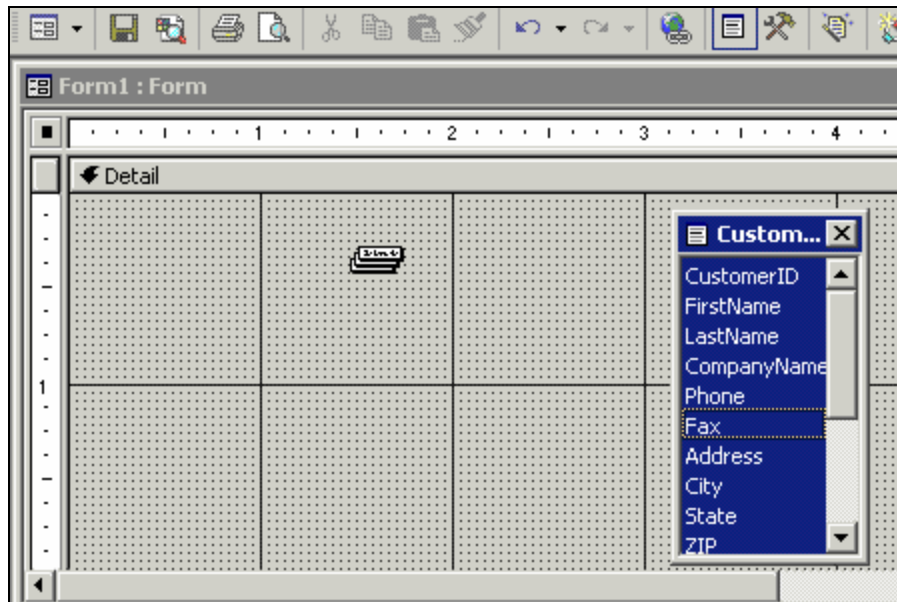 Form1 : Form
1 2 3 4
Detail
1
Custom...
CustomerID
FirstName
LastName
CompanyName
Phone
Fax
Address
City
State
ZIP